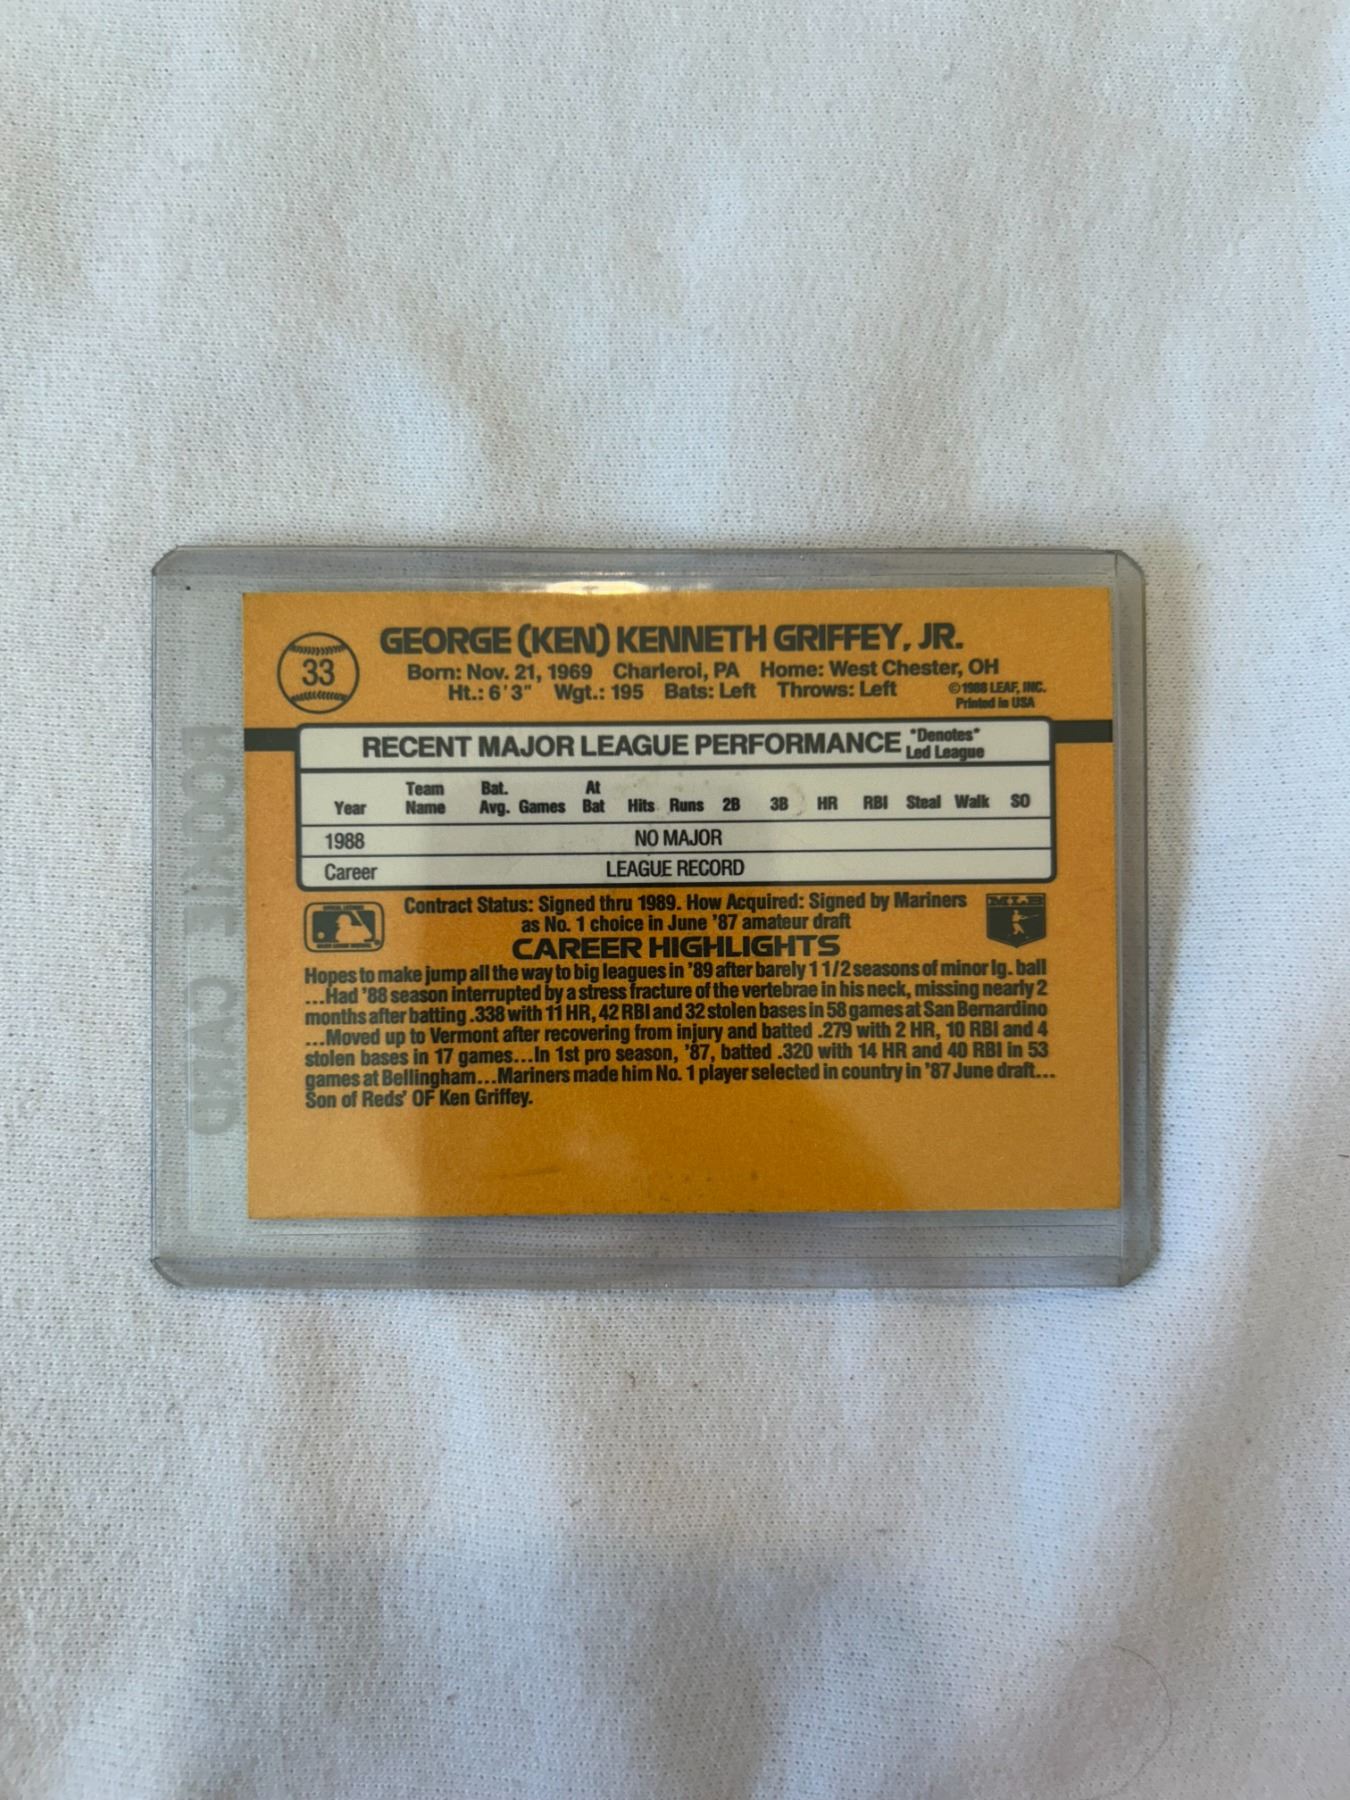 33
GEORGE (KEN) KENNETH GRIFFEY, JR.
Born: Nov. 21, 1969 Charleroi, PA Home: West Chester, OH
Ht.: 6'3" Wgt.: 195 Bats: Left Throws: Left
©1988 LEAF, INC.
Printed in USA
RECENT MAJOR LEAGUE PERFORMANCE
"Denotes"
Led League
Year Team Name Bat. Avg. Games At Bat Hits Runs 2B 3B HR RBI Steal Walk SO
1988 NO MAJOR
Career LEAGUE RECORD
Contract Status: Signed thru 1989. How Acquired: Signed by Mariners
as No. 1 choice in June '87 amateur draft
MLB
CAREER HIGHLIGHTS
Hopes to make jump all the way to big leagues in '89 after barely 1 1/2 seasons of minor lg. ball
...Had '88 season interrupted by a stress fracture of the vertebrae in his neck, missing nearly 2
months after batting .338 with 11 HR, 42 RBI and 32 stolen bases in 58 games at San Bernardino
...Moved up to Vermont after recovering from injury and batted .279 with 2 HR, 10 RBI and 4
stolen bases in 17 games...In 1st pro season, '87, batted .320 with 14 HR and 40 RBI in 53
games at Bellingham...Mariners made him No. 1 player selected in country in '87 June draft...
Son of Reds' OF Ken Griffey.
ROOKIE CARD